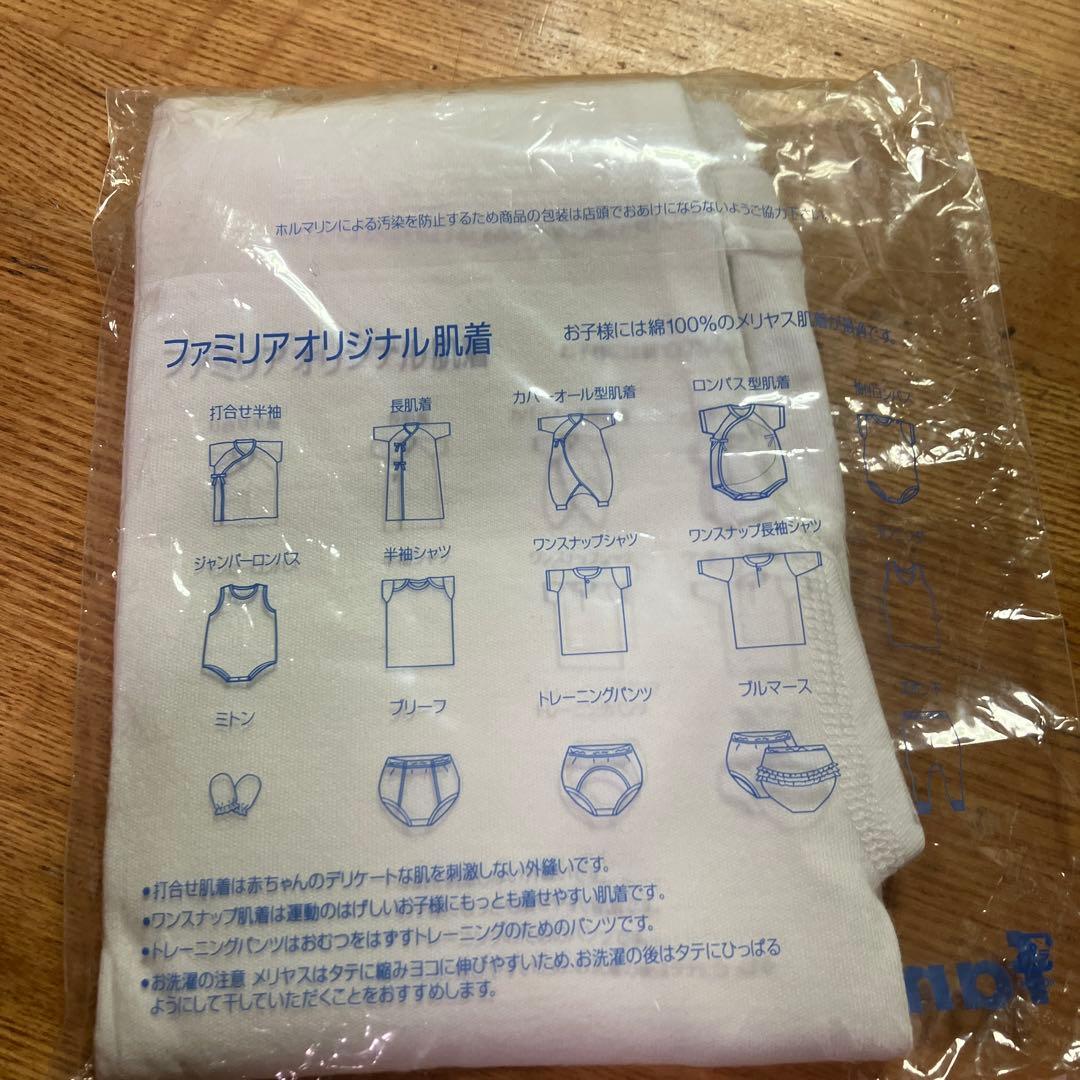 ホルマリンによる汚染を防止するため商品の包装は店頭でおあけにならないようご協力下さい。
ファミリアオリジナル肌着
お子様には綿100%のメリヤス肌着が最適です。
打合せ半袖 長肌着 カバーオール型肌着 ロンパス型肌着 袖付ロンパス
ジャンパーロンパス 半袖シャツ ワンスナップシャツ ワンスナップ長袖シャツ
ミトン ブリーフ トレーニングパンツ ブルマース
•打合せ肌着は赤ちゃんのデリケートな肌を刺激しない外縫いです。
•ワンスナップ肌着は運動のはげしいお子様にもっとも着せやすい肌着です。
•トレーニングパンツはおむつをはずすトレーニングのためのパンツです。
•お洗濯の注意 メリヤスはタテに縮みヨコに伸びやすいため、お洗濯の後はタテにひっぱる
ようにして干していただくことをおすすめします。